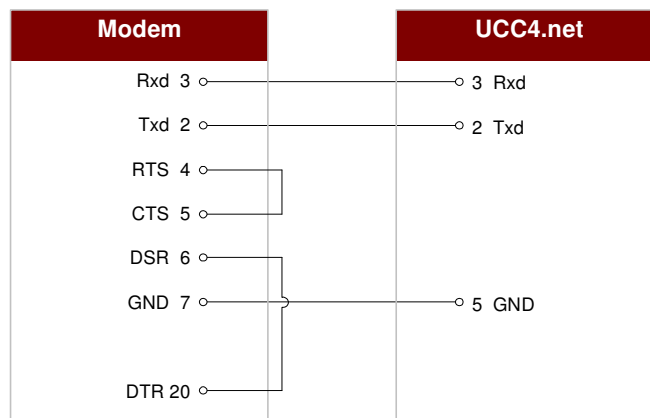 Modem UCC4.net
Rxd 3 3 Rxd
Txd 2 2 Txd
RTS 4
CTS 5
DSR 6
GND 7 5 GND
DTR 20